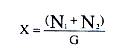 X = (N₁ + N₂) / G